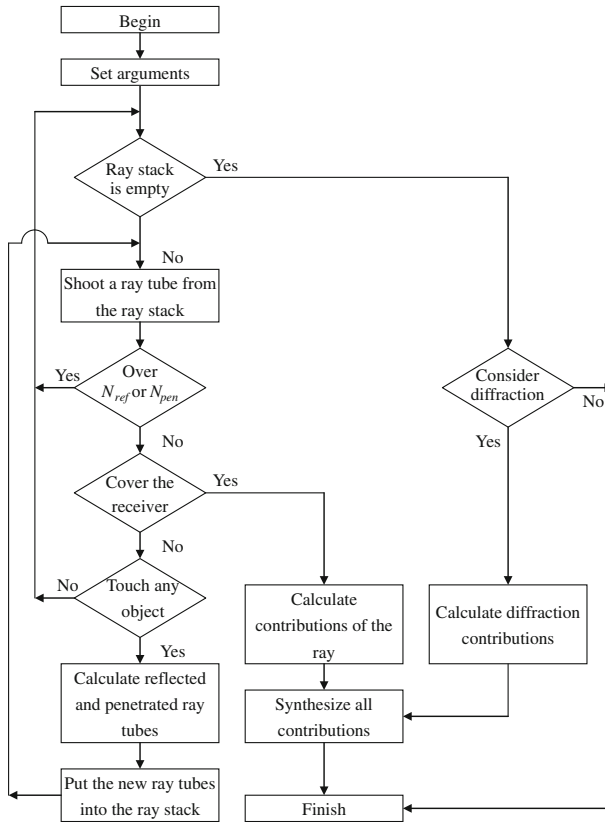 Begin
Set arguments
Ray stack
is empty
Yes
No
Shoot a ray tube from
the ray stack
Over
N_ref or N_pen
Yes
No
Consider
diffraction
No
Yes
Cover the
receiver
Yes
No
Touch any
object
No
Yes
Calculate
contributions of the
ray
Calculate diffraction
contributions
Calculate reflected
and penetrated ray
tubes
Synthesize all
contributions
Put the new ray tubes
into the ray stack
Finish